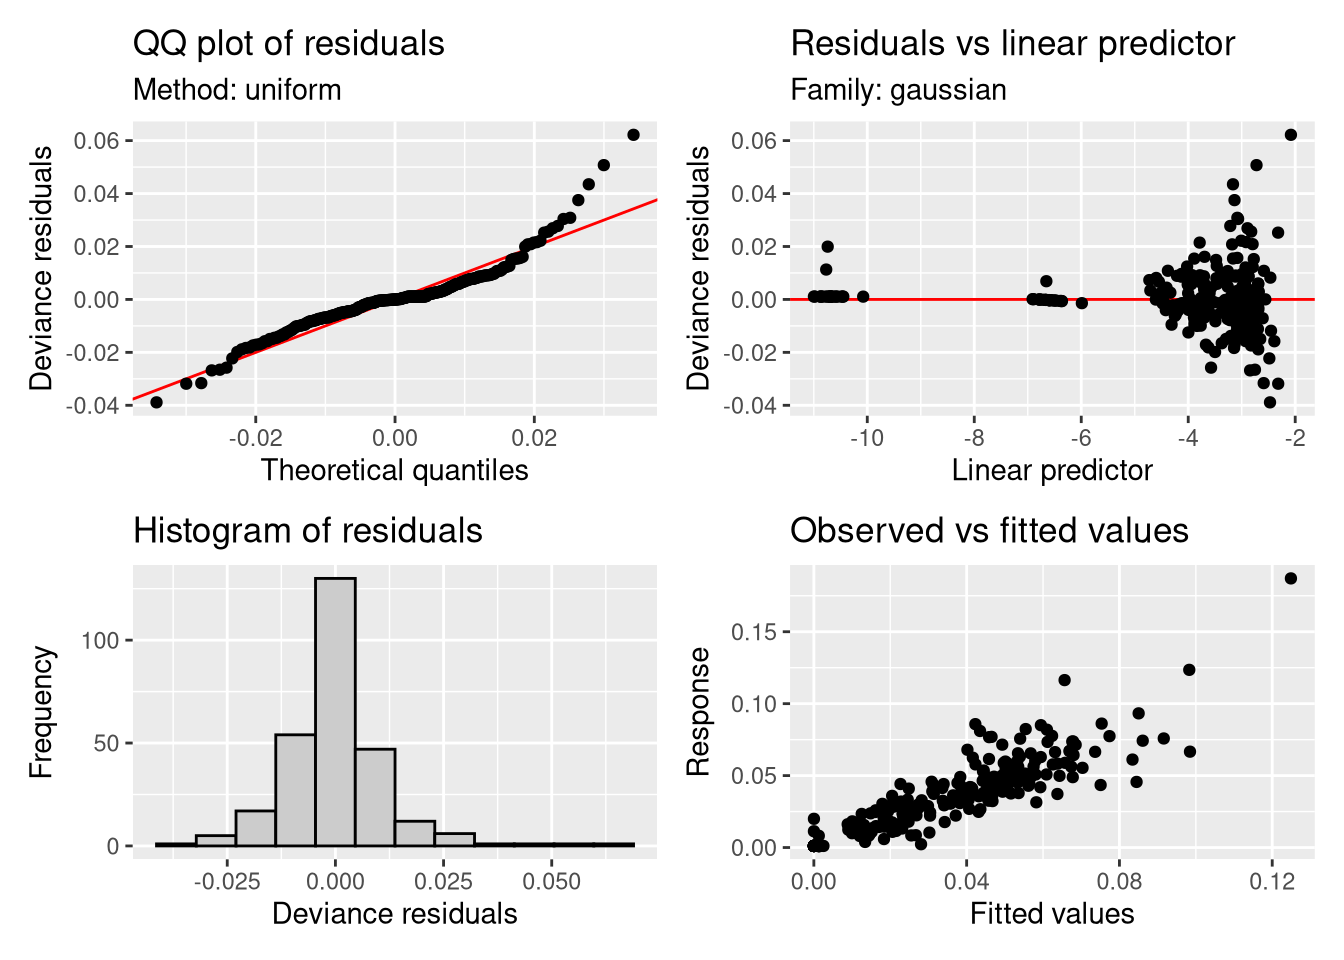 QQ plot of residuals
Method: uniform
0.06
0.04
0.02
0.00
-0.02
-0.04
Deviance residuals
-0.02 0.00 0.02
Theoretical quantiles
Residuals vs linear predictor
Family: gaussian
0.06
0.04
0.02
0.00
-0.02
-0.04
Deviance residuals
-10 -8 -6 -4 -2
Linear predictor
Histogram of residuals
100
50
0
Frequency
-0.025 0.000 0.025 0.050
Deviance residuals
Observed vs fitted values
0.15
0.10
0.05
0.00
Response
0.00 0.04 0.08 0.12
Fitted values